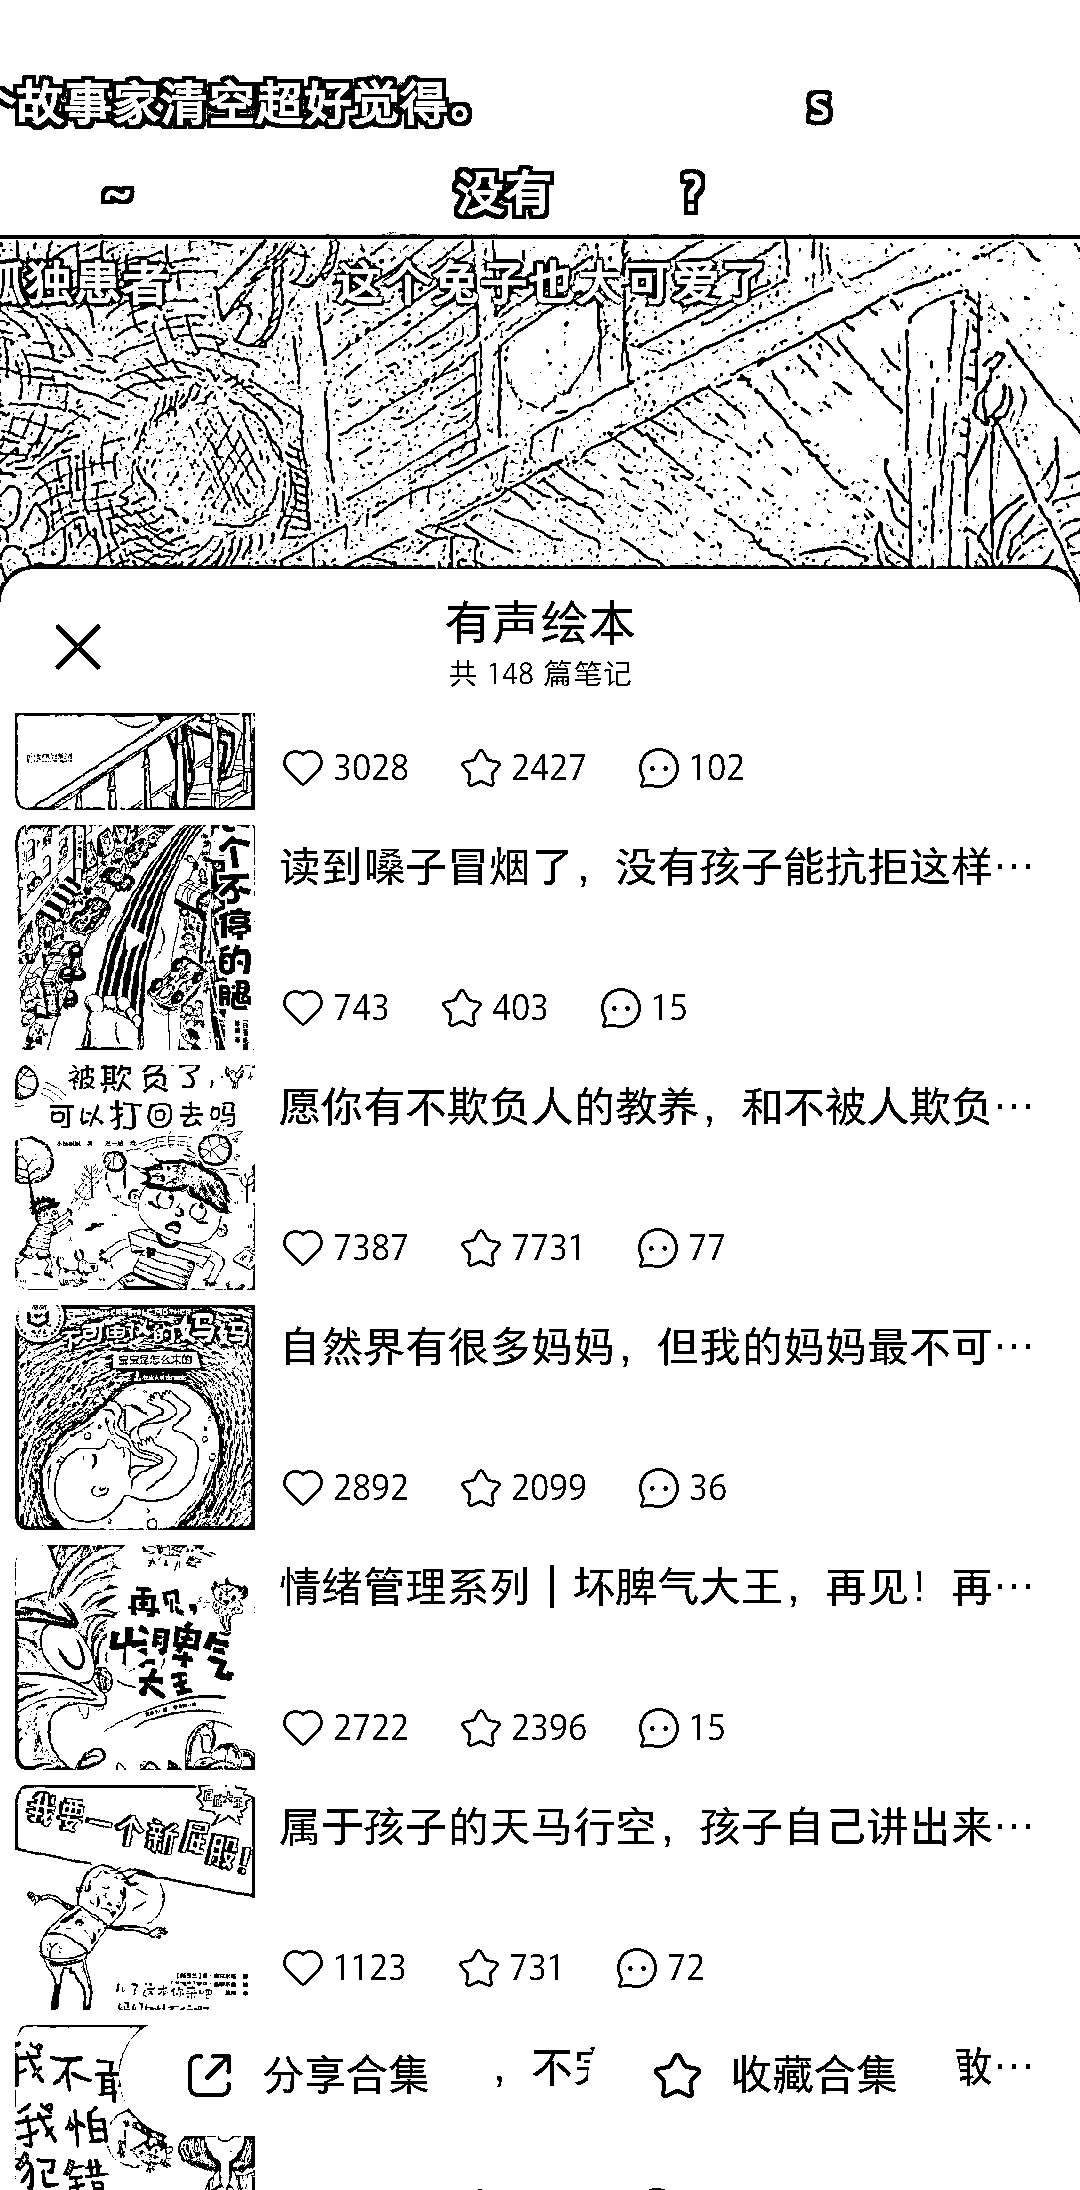 故事家清空超好觉得。
S
~ 没有 ?
孤独患者 这个兔子也太可爱了
有声绘本
共 148 篇笔记
3028 2427 102
个不停的腿
读到嗓子冒烟了，没有孩子能抗拒这样…
743 403 15
被欺负了，
可以打回去吗
愿你有不欺负人的教养，和不被人欺负…
7387 7731 77
宝宝是怎么来的
自然界有很多妈妈，但我的妈妈最不可…
2892 2099 36
再见，
坏脾气
大王
情绪管理系列｜坏脾气大王，再见！再…
2722 2396 15
我要一个新屁股！
属于孩子的天马行空，孩子自己讲出来…
1123 731 72
我不敢
我怕
犯错
分享合集 ，不完 收藏合集 敢…